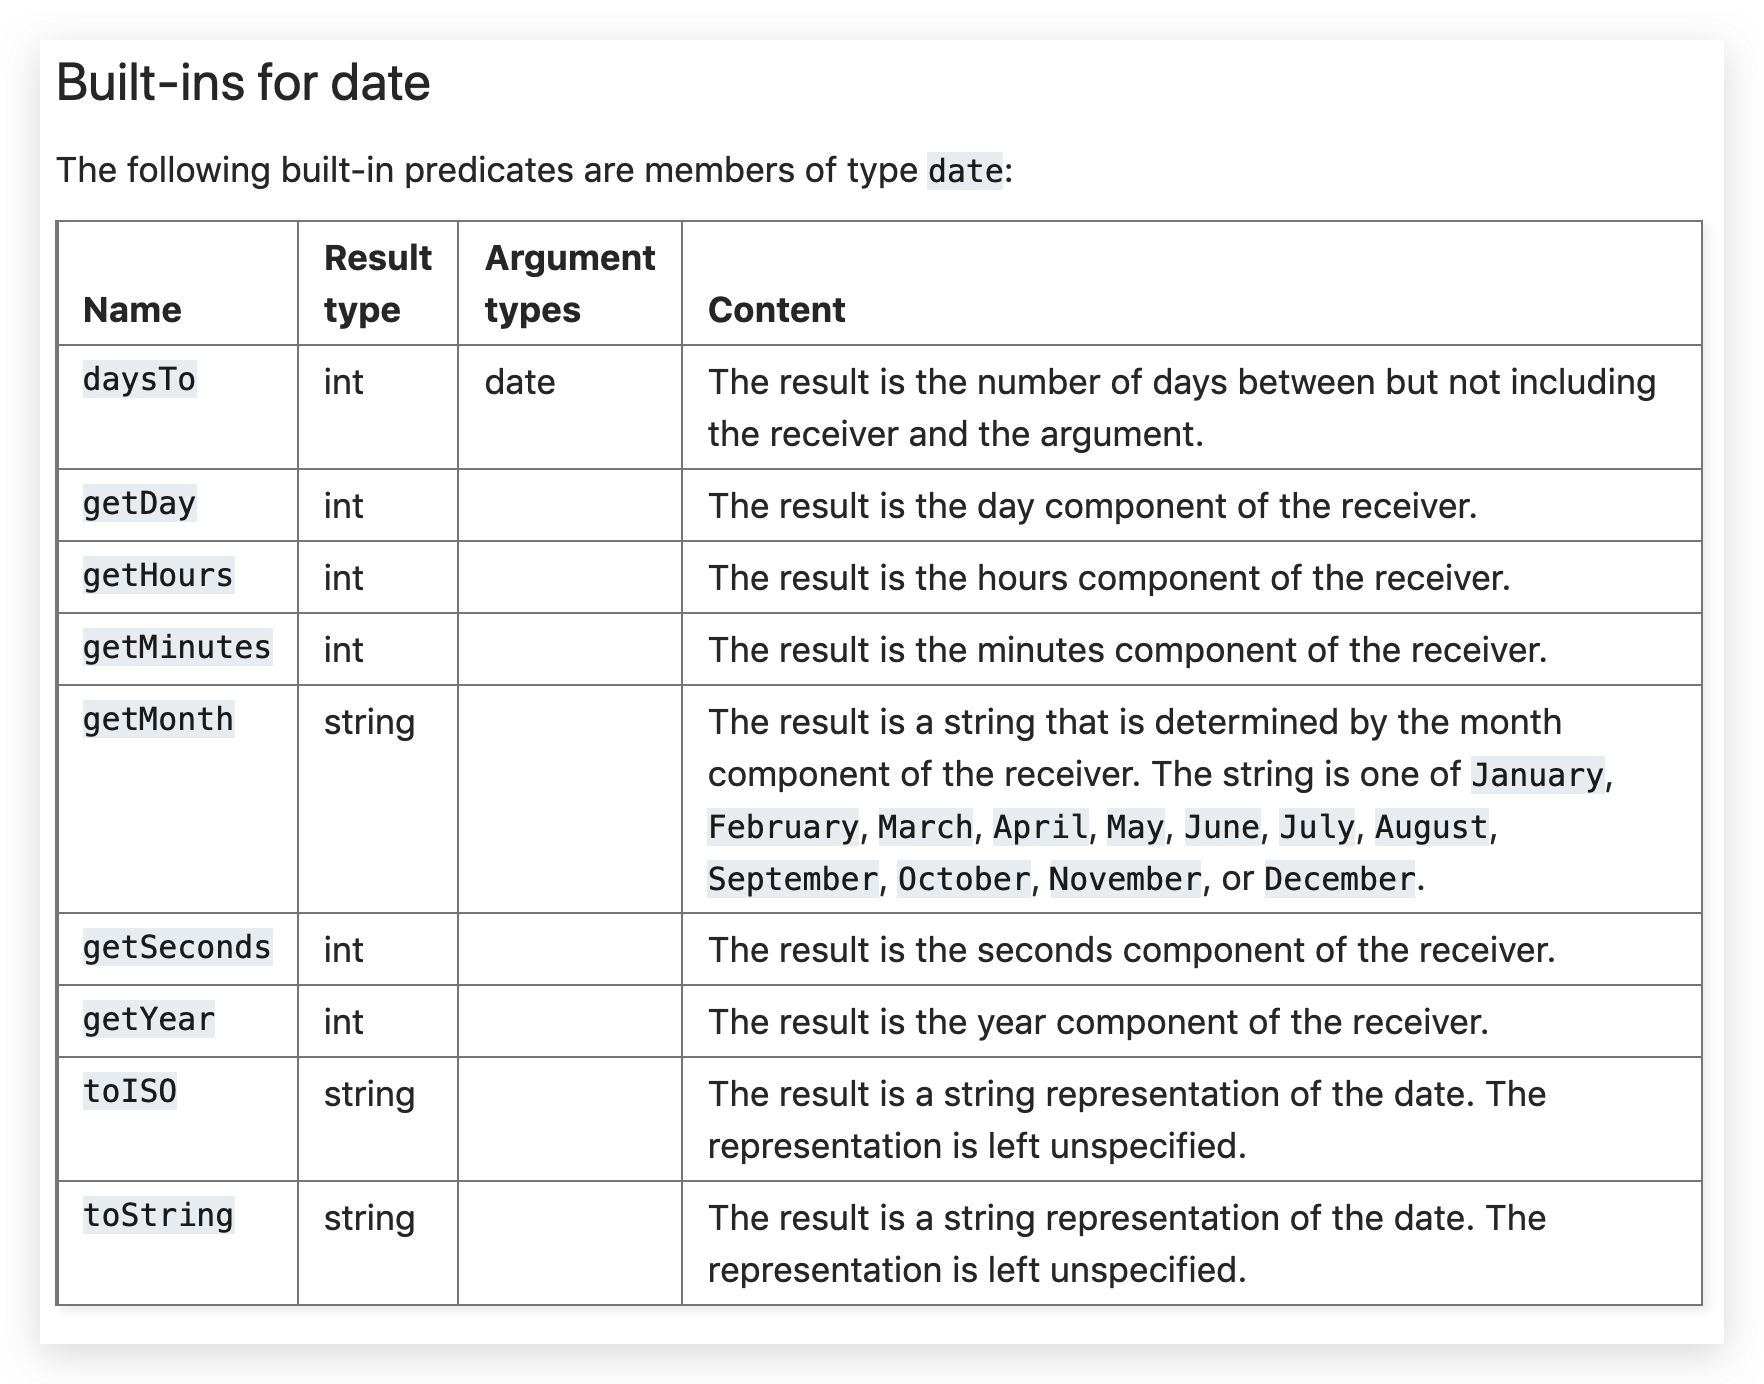 Built-ins for date
The following built-in predicates are members of type date:
Name Result type Argument types Content
daysTo int date The result is the number of days between but not including
the receiver and the argument.
getDay int The result is the day component of the receiver.
getHours int The result is the hours component of the receiver.
getMinutes int The result is the minutes component of the receiver.
getMonth string The result is a string that is determined by the month
component of the receiver. The string is one of January,
February, March, April, May, June, July, August,
September, October, November, or December.
getSeconds int The result is the seconds component of the receiver.
getYear int The result is the year component of the receiver.
toISO string The result is a string representation of the date. The
representation is left unspecified.
toString string The result is a string representation of the date. The
representation is left unspecified.